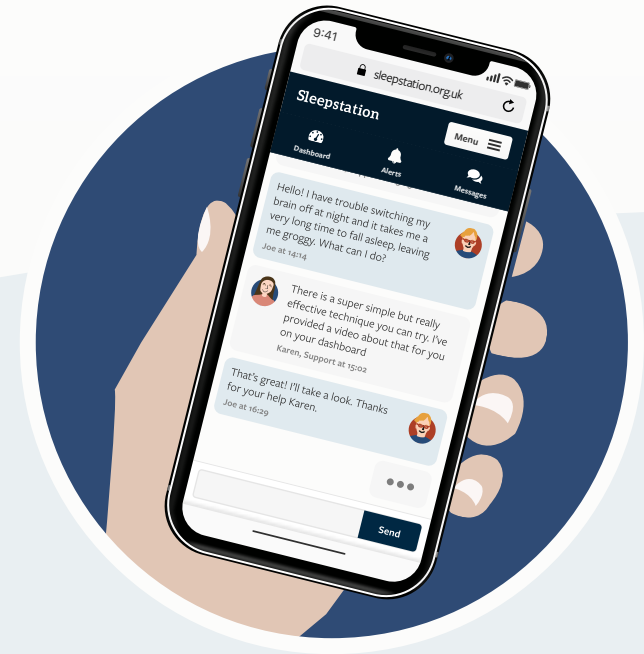 9:41
sleepstation.org.uk
Sleepstation
Menu
Dashboard
Alerts
Messages
Hello! I have trouble switching my
brain off at night and it takes me a
very long time to fall asleep, leaving
me groggy. What can I do?
Joe at 14:14
There is a super simple but really
effective technique you can try. I've
provided a video about that for you
on your dashboard
Karen, Support at 15:02
That's great! I'll take a look. Thanks
for your help Karen.
Joe at 16:29
Send